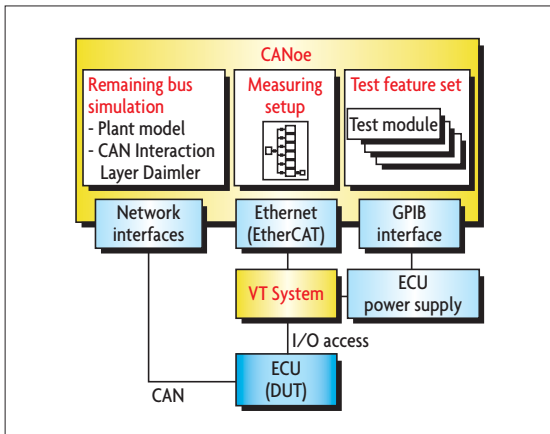 CANoe
Remaining bus
simulation
- Plant model
- CAN Interaction
Layer Daimler
Measuring
setup
Test feature set
Test module
Network
interfaces
Ethernet
(EtherCAT)
GPIB
interface
VT System
ECU
power supply
I/O access
ECU
(DUT)
CAN